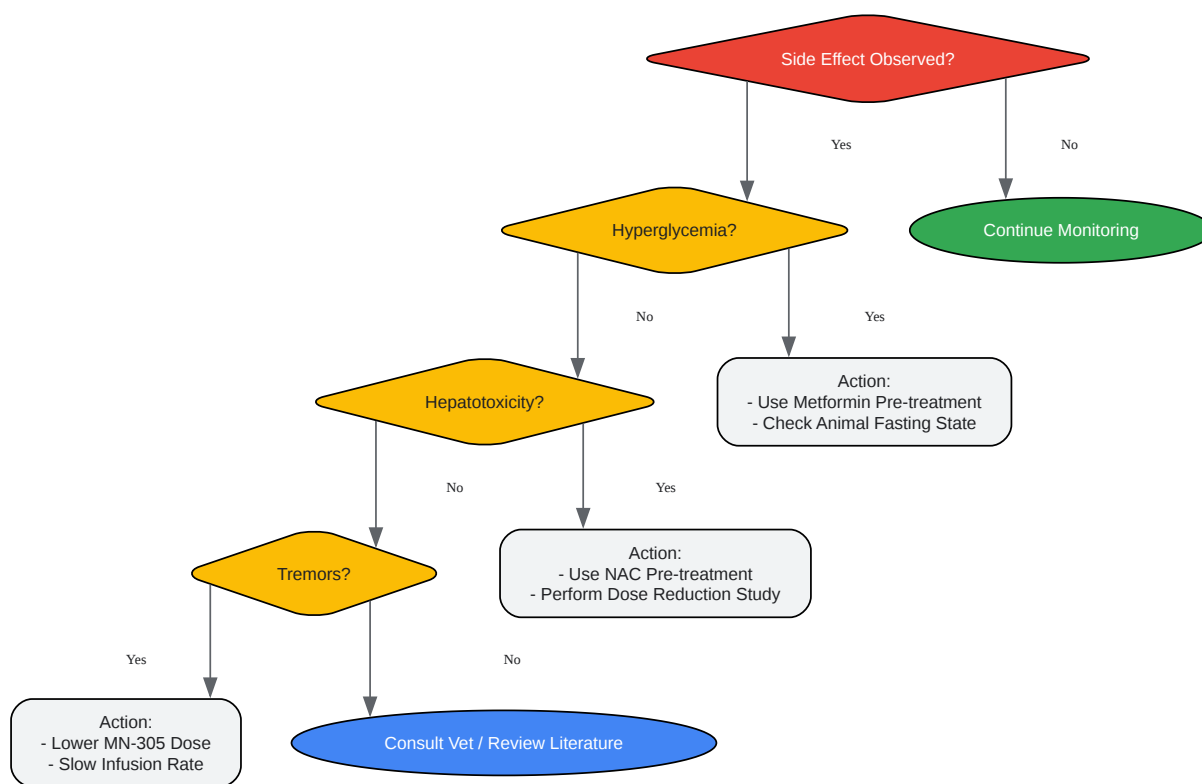 Side Effect Observed?
Yes
No
Hyperglycemia?
Continue Monitoring
No
Yes
Hepatotoxicity?
Action:
- Use Metformin Pre-treatment
- Check Animal Fasting State
No
Yes
Tremors?
Action:
- Use NAC Pre-treatment
- Perform Dose Reduction Study
Yes
No
Action:
- Lower MN-305 Dose
- Slow Infusion Rate
Consult Vet / Review Literature